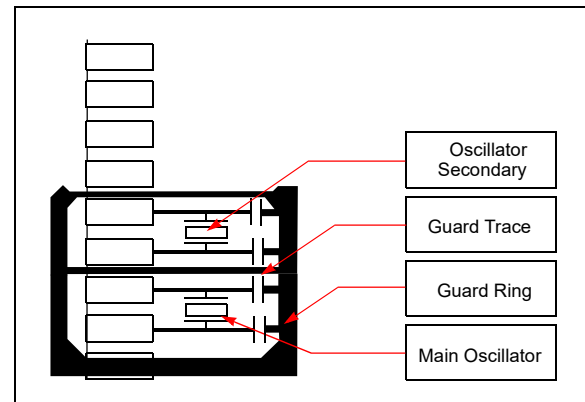 Oscillator
Secondary
Guard Trace
Guard Ring
Main Oscillator